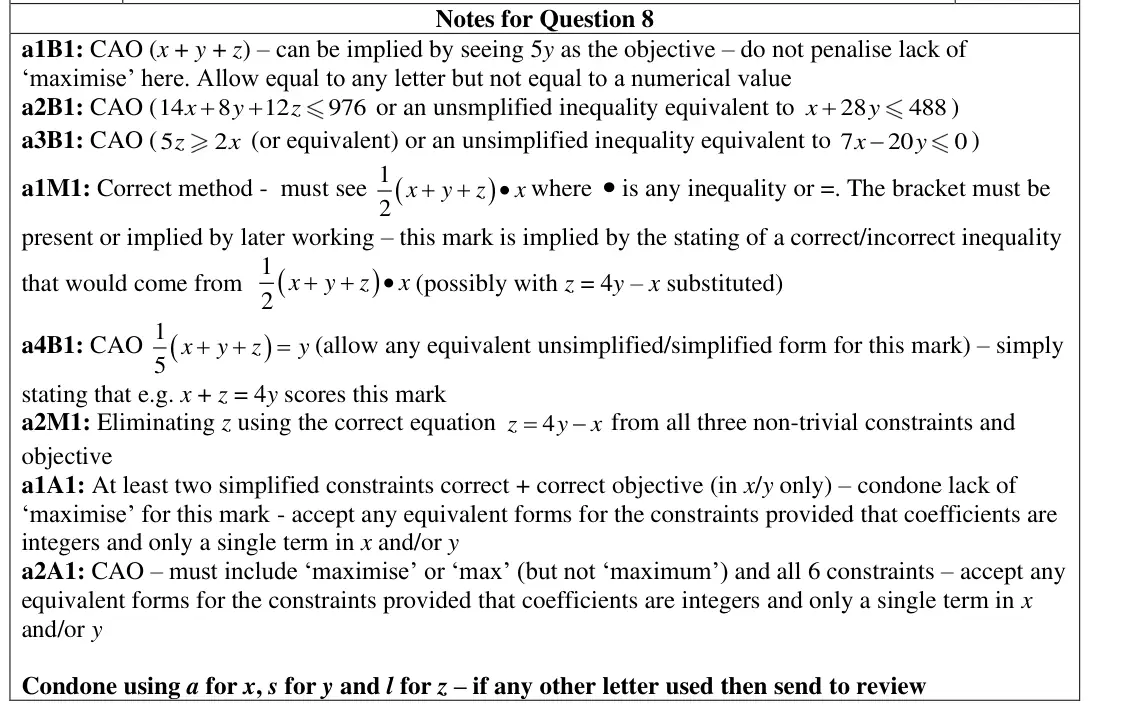 Notes for Question 8
a1B1: CAO (x + y + z) – can be implied by seeing 5y as the objective – do not penalise lack of
‘maximise’ here. Allow equal to any letter but not equal to a numerical value
a2B1: CAO (14x+8y+12z⩽976 or an unsmplified inequality equivalent to x+28y⩽488)
a3B1: CAO (5z⩾2x (or equivalent) or an unsimplified inequality equivalent to 7x−20y⩽0)
a1M1: Correct method - must see 1/2(x+y+z)●x where ● is any inequality or =. The bracket must be
present or implied by later working – this mark is implied by the stating of a correct/incorrect inequality
that would come from 1/2(x+y+z)●x (possibly with z = 4y – x substituted)
a4B1: CAO 1/5(x+y+z)= y (allow any equivalent unsimplified/simplified form for this mark) – simply
stating that e.g. x + z = 4y scores this mark
a2M1: Eliminating z using the correct equation z=4y−x from all three non-trivial constraints and
objective
a1A1: At least two simplified constraints correct + correct objective (in x/y only) – condone lack of
‘maximise’ for this mark - accept any equivalent forms for the constraints provided that coefficients are
integers and only a single term in x and/or y
a2A1: CAO – must include ‘maximise’ or ‘max’ (but not ‘maximum’) and all 6 constraints – accept any
equivalent forms for the constraints provided that coefficients are integers and only a single term in x
and/or y
Condone using a for x, s for y and l for z – if any other letter used then send to review